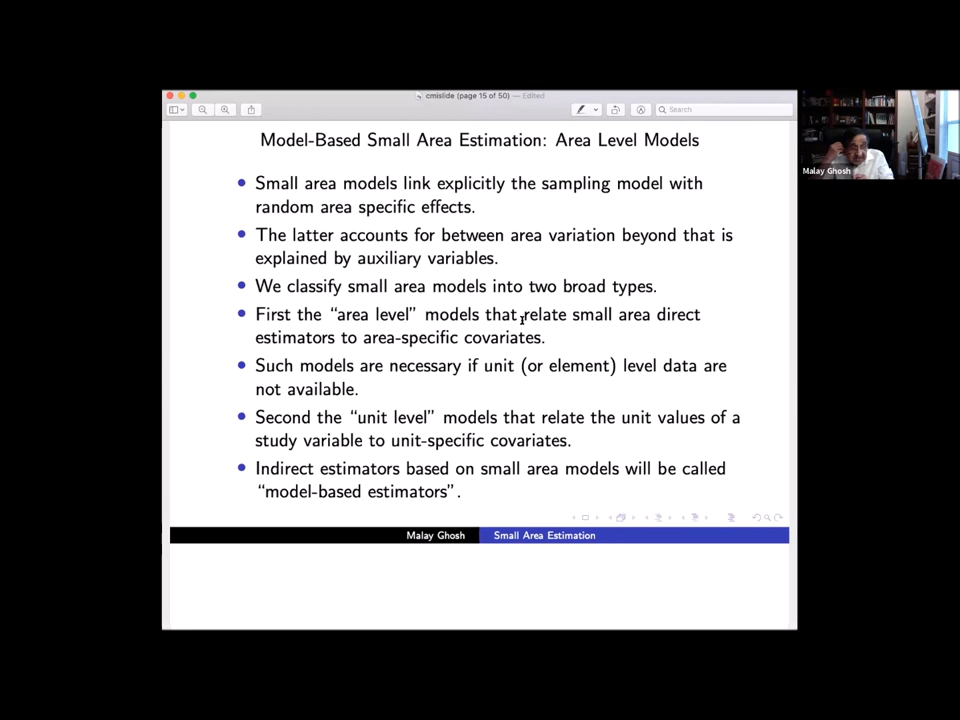 cmislide (page 15 of 50) — Edited
Search
Model-Based Small Area Estimation: Area Level Models
Small area models link explicitly the sampling model with
random area specific effects.
The latter accounts for between area variation beyond that is
explained by auxiliary variables.
We classify small area models into two broad types.
First the “area level” models that relate small area direct
estimators to area-specific covariates.
Such models are necessary if unit (or element) level data are
not available.
Second the “unit level” models that relate the unit values of a
study variable to unit-specific covariates.
Indirect estimators based on small area models will be called
“model-based estimators”.
Malay Ghosh
Small Area Estimation
Malay Ghosh